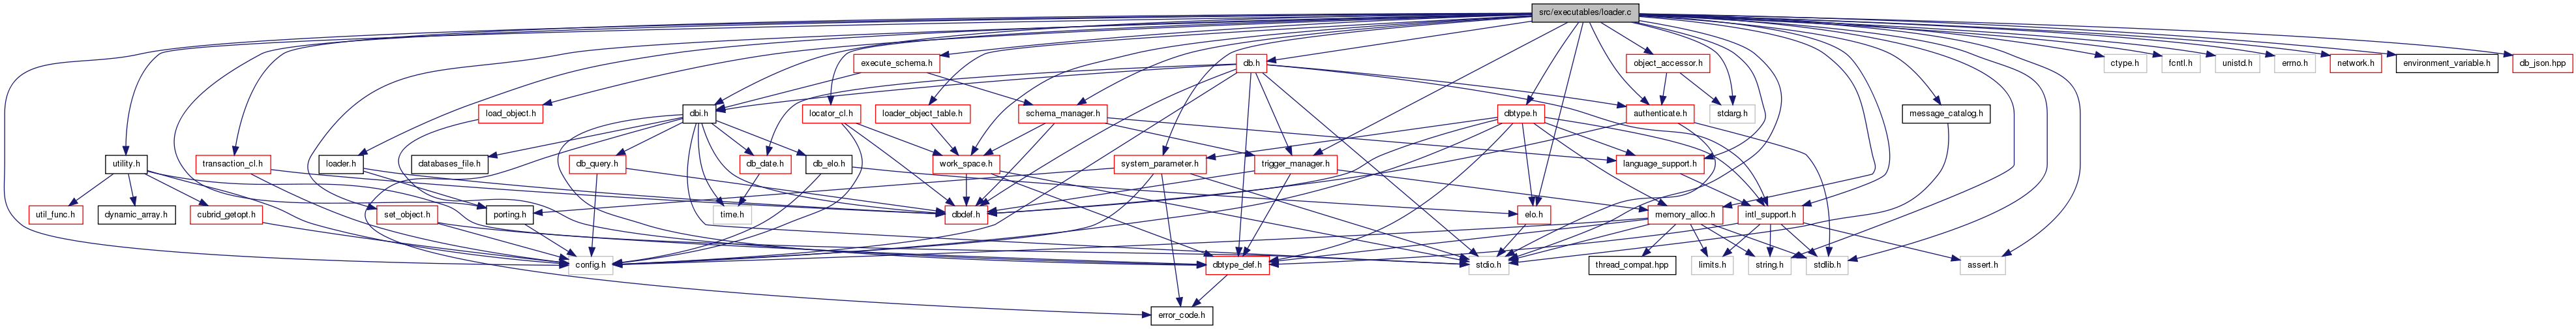 src/executables/loader.c
execute_schema.h
db.h
object_accessor.h
ctype.h
fcntl.h
unistd.h
errno.h
network.h
environment_variable.h
db_json.hpp
load_object.h
dbi.h
locator_cl.h
loader_object_table.h
schema_manager.h
dbtype.h
authenticate.h
stdarg.h
message_catalog.h
utility.h
transaction_cl.h
loader.h
databases_file.h
db_query.h
db_date.h
db_elo.h
work_space.h
system_parameter.h
trigger_manager.h
language_support.h
util_func.h
dynamic_array.h
cubrid_getopt.h
set_object.h
porting.h
time.h
dbdef.h
elo.h
memory_alloc.h
intl_support.h
config.h
dbtype_def.h
stdio.h
thread_compat.hpp
limits.h
string.h
stdlib.h
assert.h
error_code.h